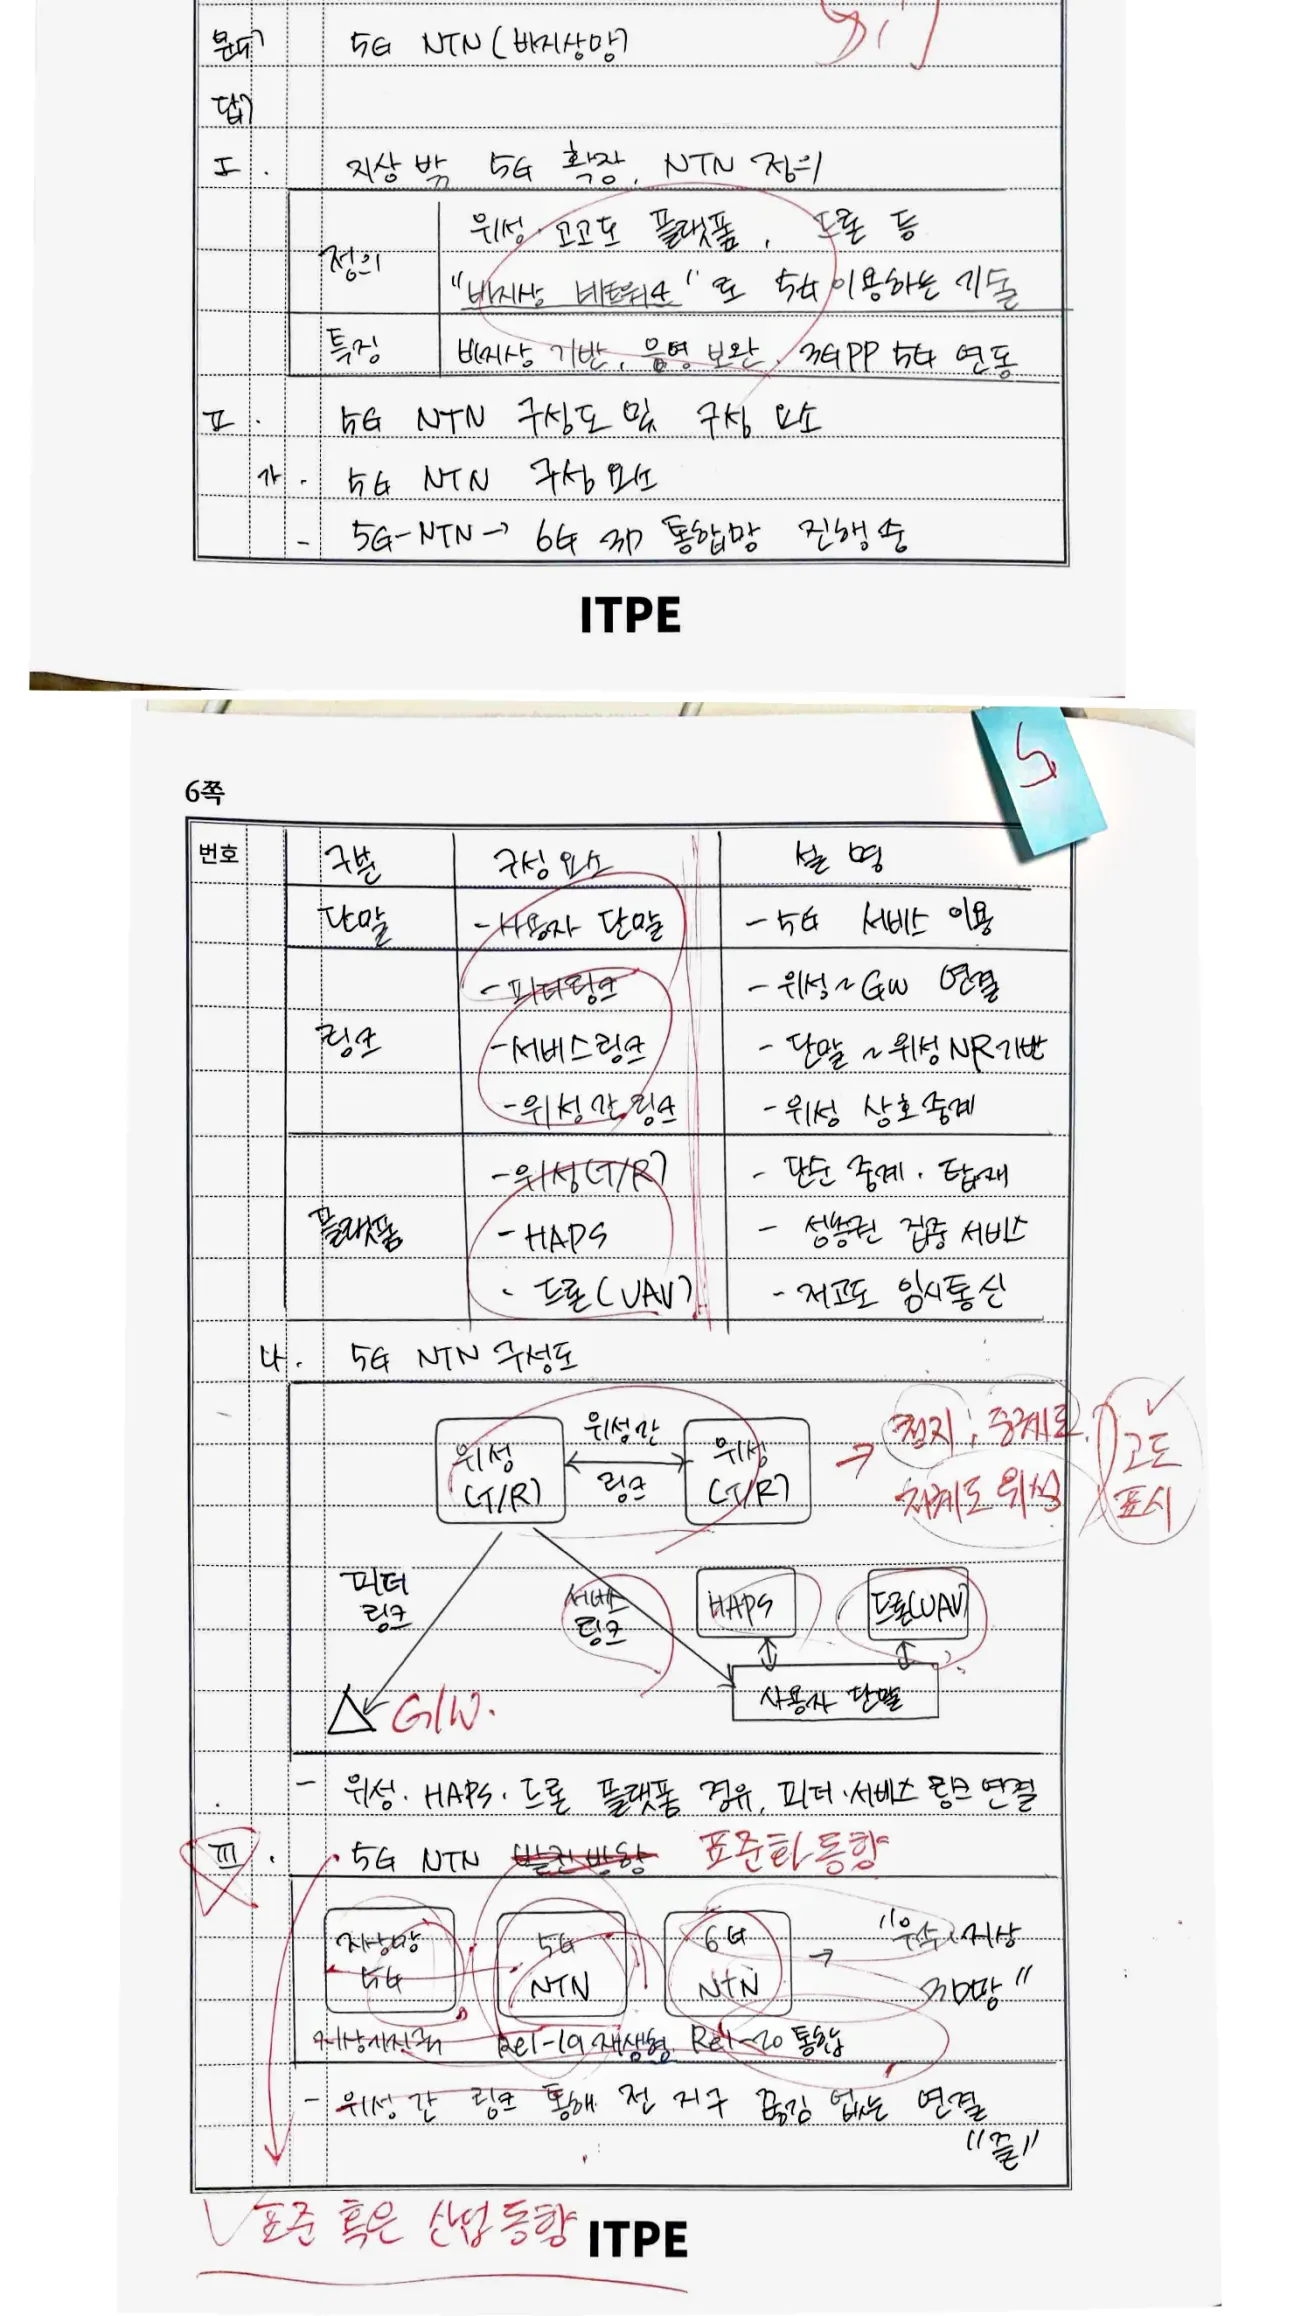 문제) 5G NTN (비지상망)
답)
I. 지상 밖 5G 확장, NTN 정의
정의 위성·고고도 플랫폼, 드론 등
"비지상 네트워크"로 5G 이용하는 기술
특징 비지상 기반, 음영 보완, 3GPP 5G 연동
II. 5G NTN 구성도 및 구성 요소
가. 5G NTN 구성요소
- 5G-NTN → 6G 3D 통합망 진행 중
ITPE
6쪽
번호 구분 구성요소 설명
단말 - 사용자 단말 - 5G 서비스 이용
- 피더링크 - 위성~GW 연결
링크 - 서비스링크 - 단말~위성 NR기반
- 위성간 링크 - 위성 상호중계
- 위성(T/R) - 단순 중계·탑재
플랫폼 - HAPS - 성층권 집중 서비스
- 드론(UAV) - 저고도 임시통신
나. 5G NTN 구성도
위성 (T/R) 위성간 링크 위성 (T/R) → 정지, 중궤도, 저궤도 위성 고도 표시
피더 링크 서비스 링크 HAPS 드론(UAV)
G/W. 사용자 단말
- 위성·HAPS·드론 플랫폼 경유, 피더·서비스 링크 연결
III. 5G NTN 발전방향 표준화동향
지상망 5G 5G NTN 6G NTN → "우주·지상 3D망"
Rel-19 재생형 Rel-20 통합
- 위성 간 링크 통해 전 지구 끊김 없는 연결
"끝"
표준 혹은 산업동향
ITPE